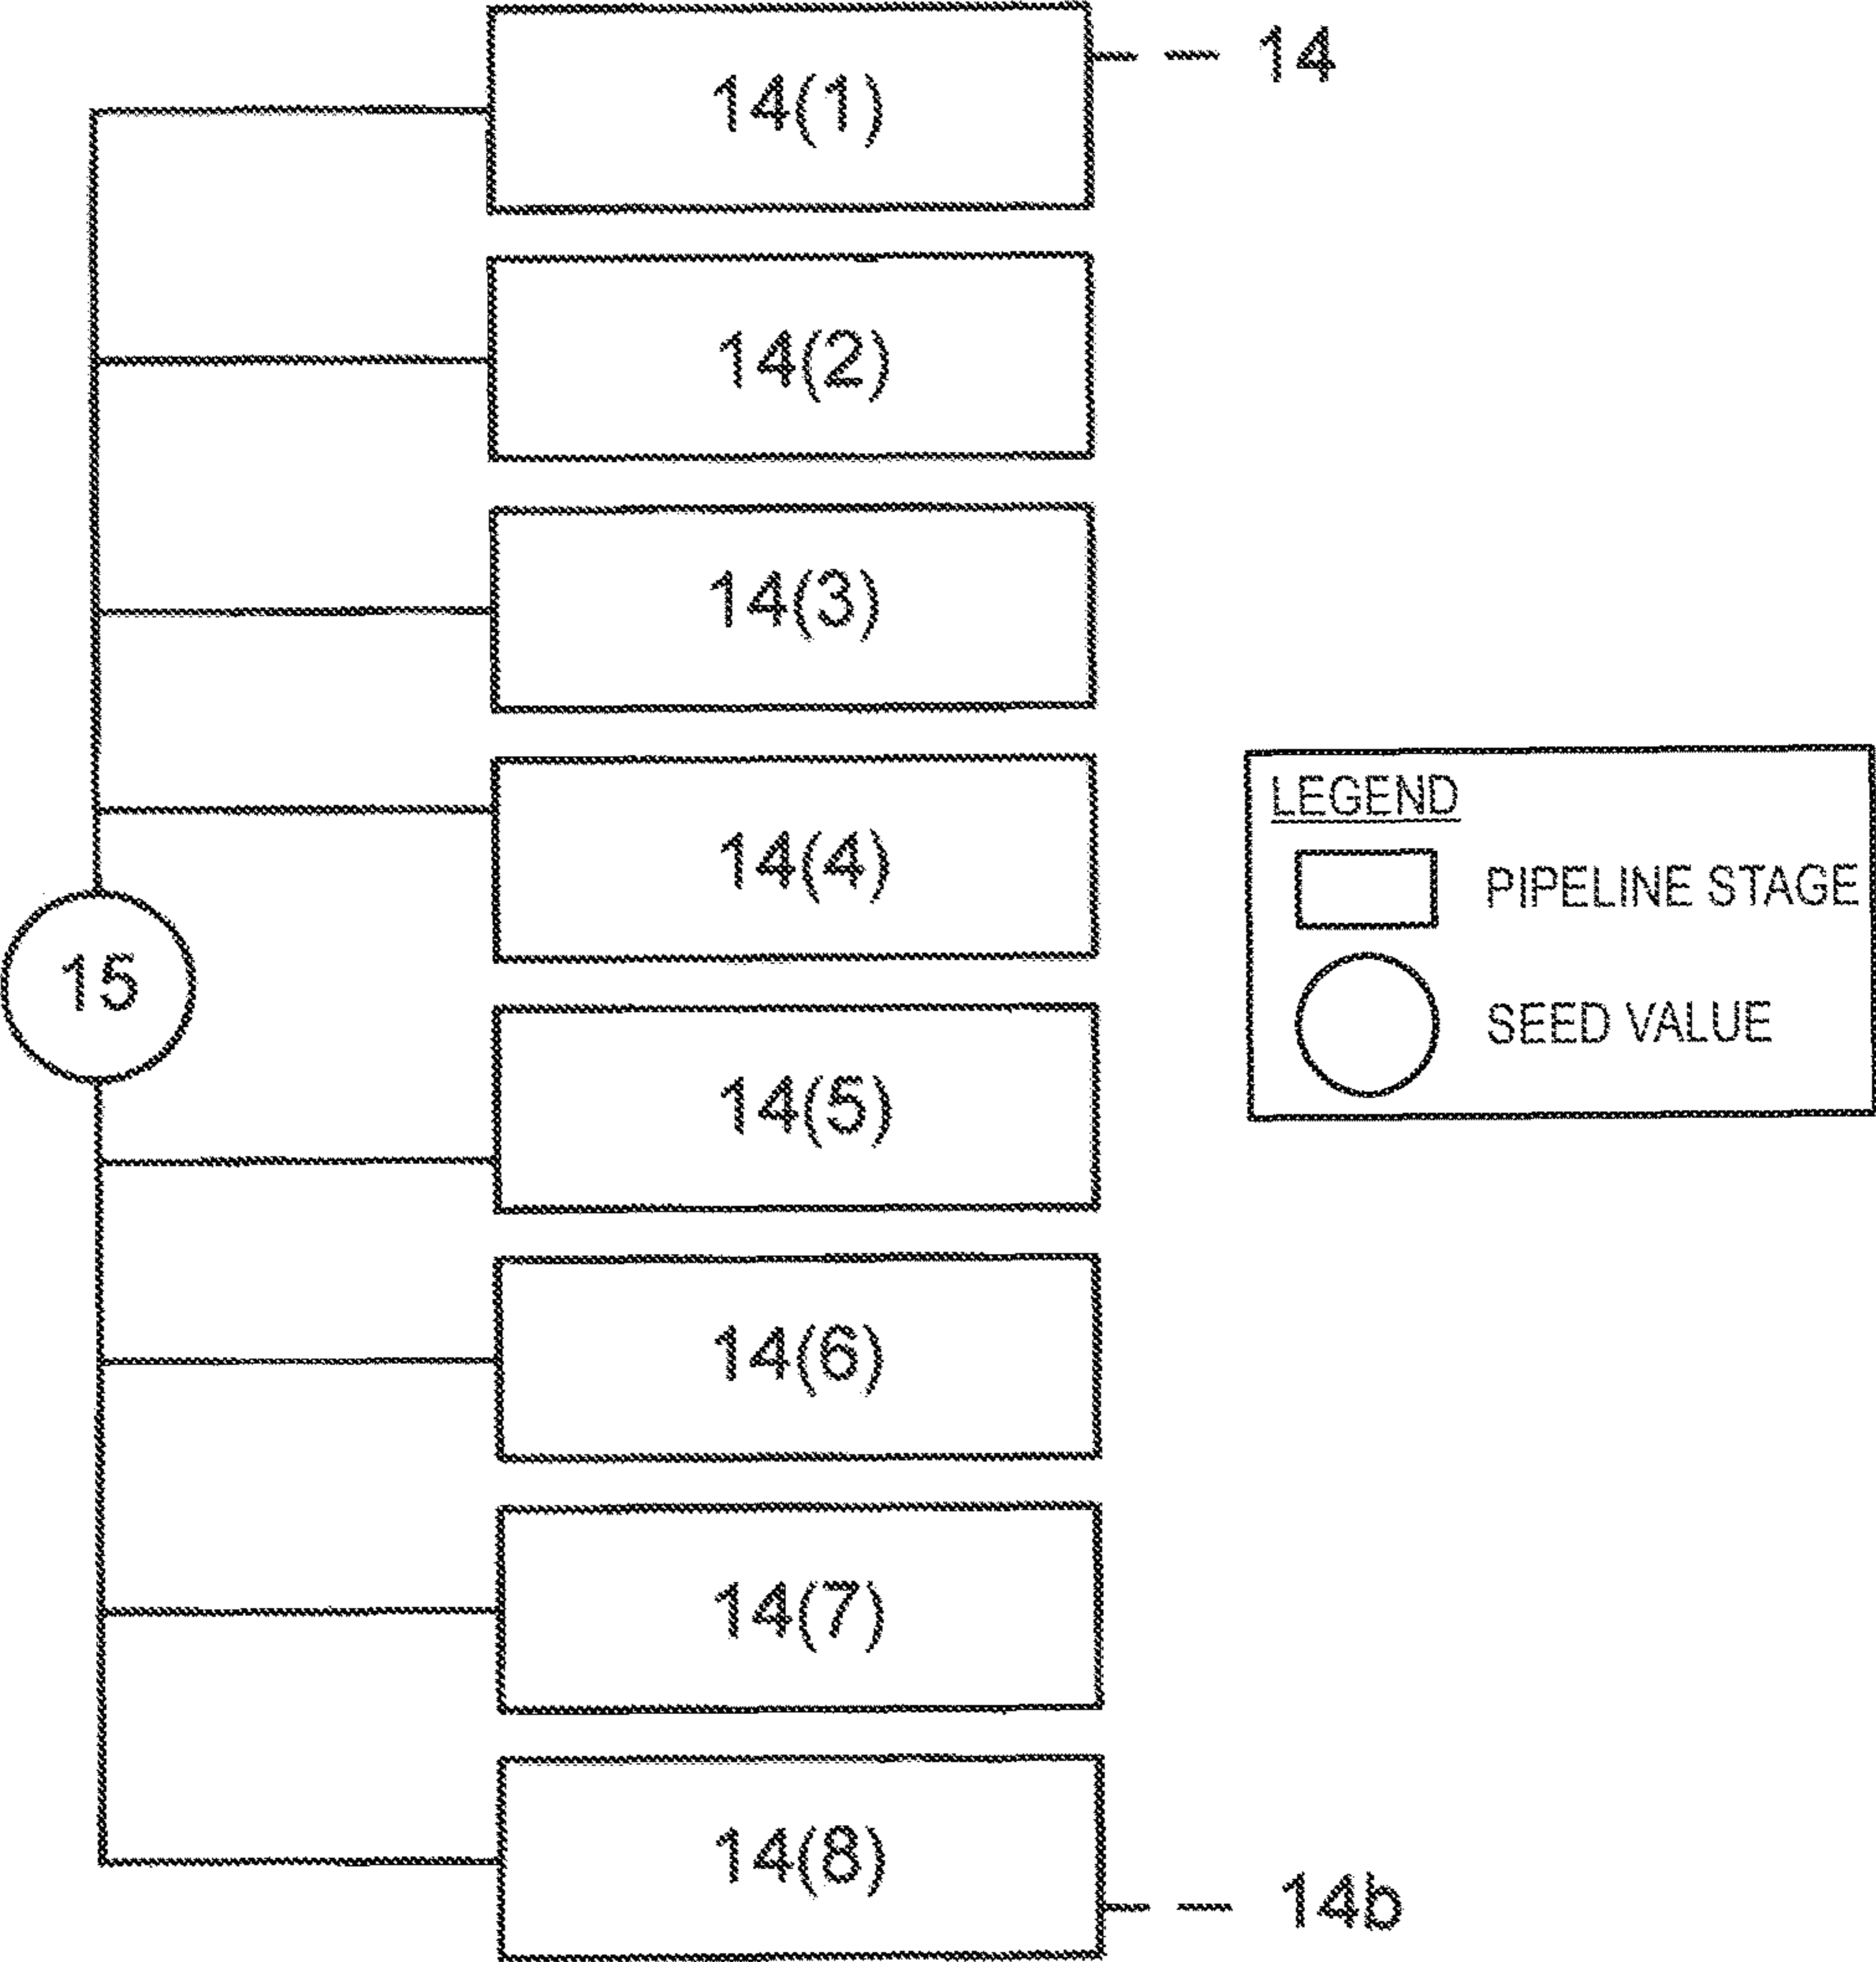 14(1)
14
14(2)
14(3)
14(4)
LEGEND
PIPELINE STAGE
SEED VALUE
15
14(5)
14(6)
14(7)
14(8)
14b